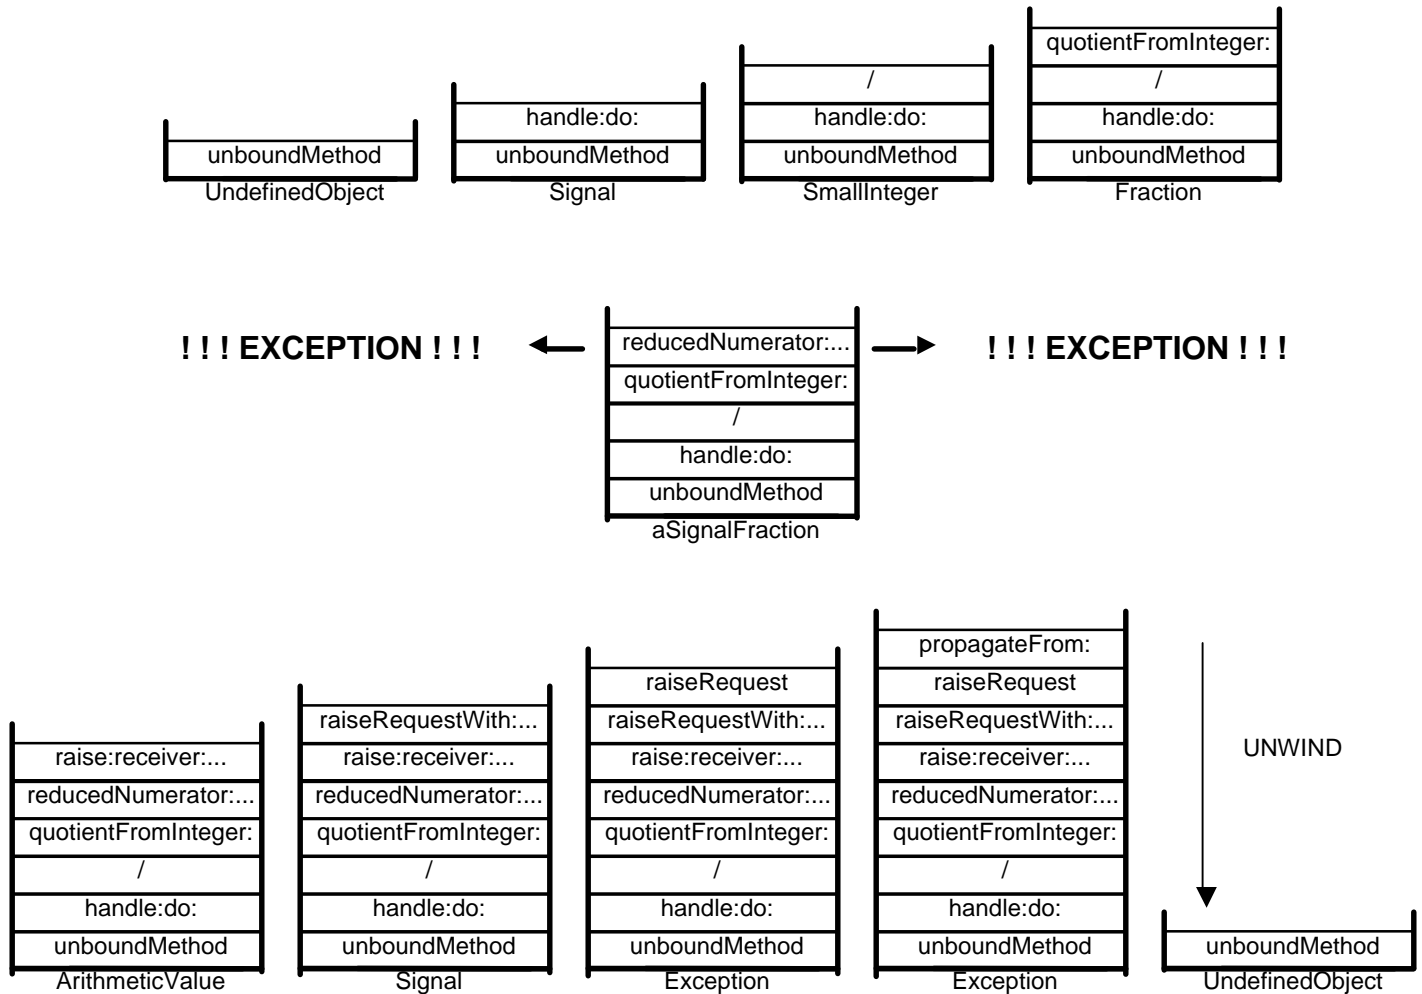 unboundMethod
UndefinedObject
handle:do:
unboundMethod
Signal
/
handle:do:
unboundMethod
SmallInteger
quotientFromInteger:
/
handle:do:
unboundMethod
Fraction
! ! ! EXCEPTION ! ! !
reducedNumerator:...
quotientFromInteger:
/
handle:do:
unboundMethod
aSignalFraction
! ! ! EXCEPTION ! ! !
raise:receiver:...
reducedNumerator:...
quotientFromInteger:
/
handle:do:
unboundMethod
ArithmeticValue
raiseRequestWith:...
raise:receiver:...
reducedNumerator:...
quotientFromInteger:
/
handle:do:
unboundMethod
Signal
raiseRequest
raiseRequestWith:...
raise:receiver:...
reducedNumerator:...
quotientFromInteger:
/
handle:do:
unboundMethod
Exception
propagateFrom:
raiseRequest
raiseRequestWith:...
raise:receiver:...
reducedNumerator:...
quotientFromInteger:
/
handle:do:
unboundMethod
Exception
UNWIND
unboundMethod
UndefinedObject